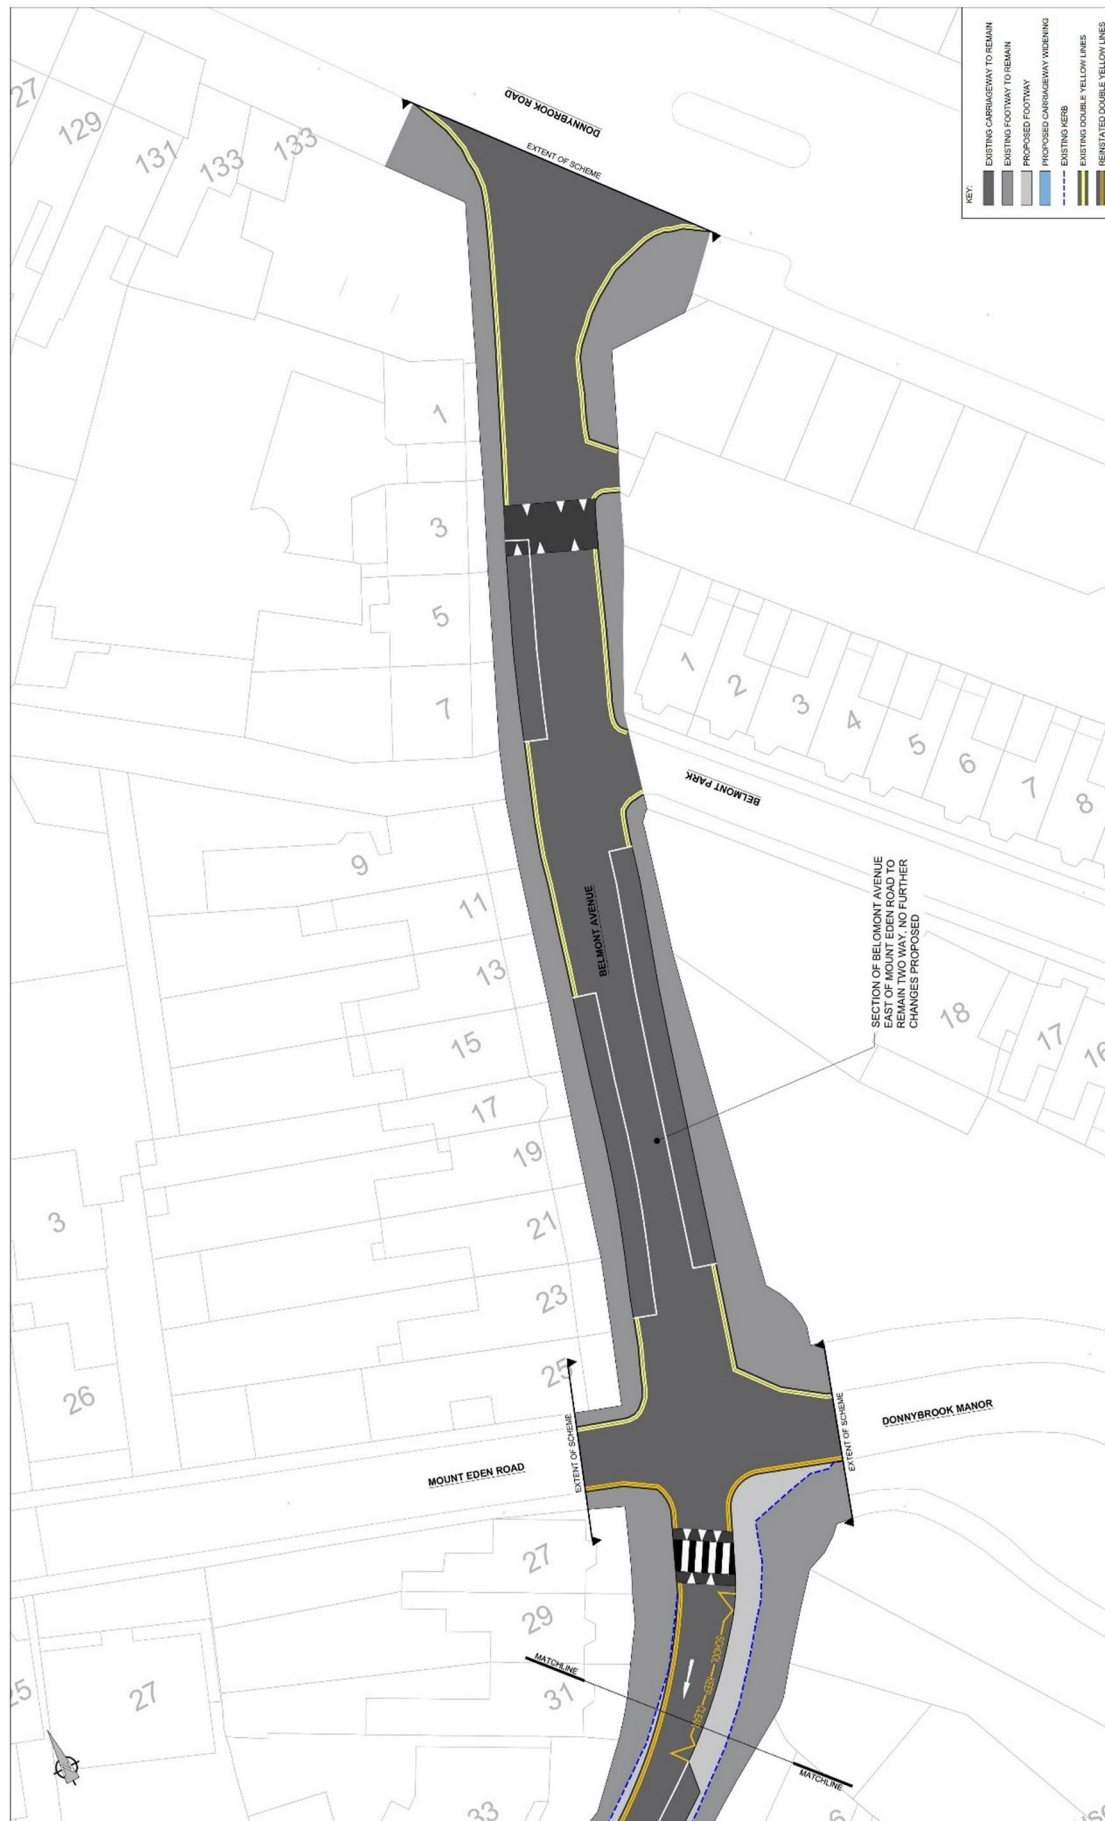 27
129
131
133
133
DONNYBROOK ROAD
EXTENT OF SCHEME
KEY:
EXISTING CARRIAGEWAY TO REMAIN
EXISTING FOOTWAY TO REMAIN
PROPOSED FOOTWAY
PROPOSED CARRIAGEWAY WIDENING
EXISTING KERB
EXISTING DOUBLE YELLOW LINES
REINSTATED DOUBLE YELLOW LINES
1
3
5
7
1
2
3
4
5
6
7
8
BELMONT PARK
9
11
13
15
17
19
21
23
25
BELMONT AVENUE
SECTION OF BELOMONT AVENUE
EAST OF MOUNT EDEN ROAD TO
REMAIN TWO WAY. NO FURTHER
CHANGES PROPOSED
18
17
16
3
26
MOUNT EDEN ROAD
EXTENT OF SCHEME
EXTENT OF SCHEME
DONNYBROOK MANOR
27
29
31
33
25
27
MATCHLINE
SCHOOL KEEP CLEAR
MATCHLINE